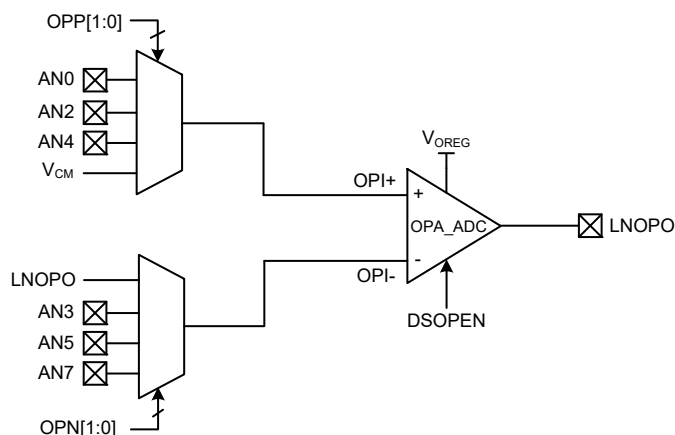 OPP[1:0]
AN0
AN2
AN4
VCM
VOREG
OPI+
+
OPA_ADC
LNOPO
-
OPI-
LNOPO
AN3
AN5
AN7
DSOPEN
OPN[1:0]